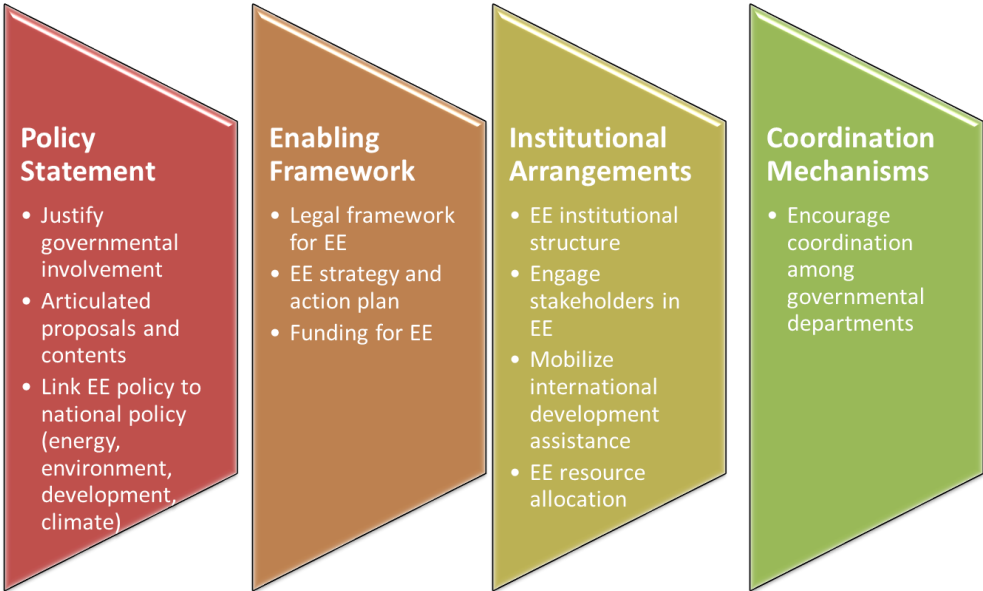 Policy
Statement
• Justify
governmental
involvement
• Articulated
proposals and
contents
• Link EE policy to
national policy
(energy,
environment,
development,
climate)
Enabling
Framework
• Legal framework
for EE
• EE strategy and
action plan
• Funding for EE
Institutional
Arrangements
• EE institutional
structure
• Engage
stakeholders in
EE
• Mobilize
international
development
assistance
• EE resource
allocation
Coordination
Mechanisms
• Encourage
coordination
among
governmental
departments